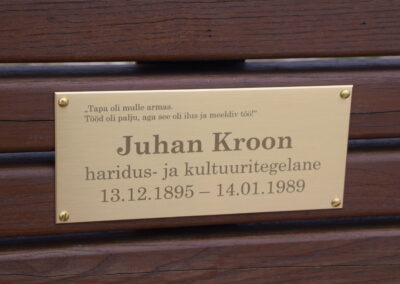 „Tapa oli mulle armas.
Tööd oli palju, aga see oli ilus ja meeldiv töö!"
Juhan Kroon
haridus- ja kultuuritegelane
13.12.1895 – 14.01.1989